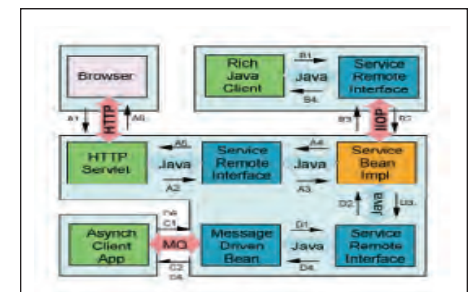 Browser
Rich
Java
Client
B1.
Java
B4.
Service
Remote
Interface
A1.
HTTP
A6.
B3.
IIOP
B2.
HTTP
Servlet
A5.
Java
A2.
Service
Remote
Interface
A4.
Java
A3.
Service
Bean
Impl
D2.
Java
D3.
C1.
Asynch
Client
App
MQ
C2.
Message
Driven
Bean
D1.
Java
D4.
Service
Remote
Interface